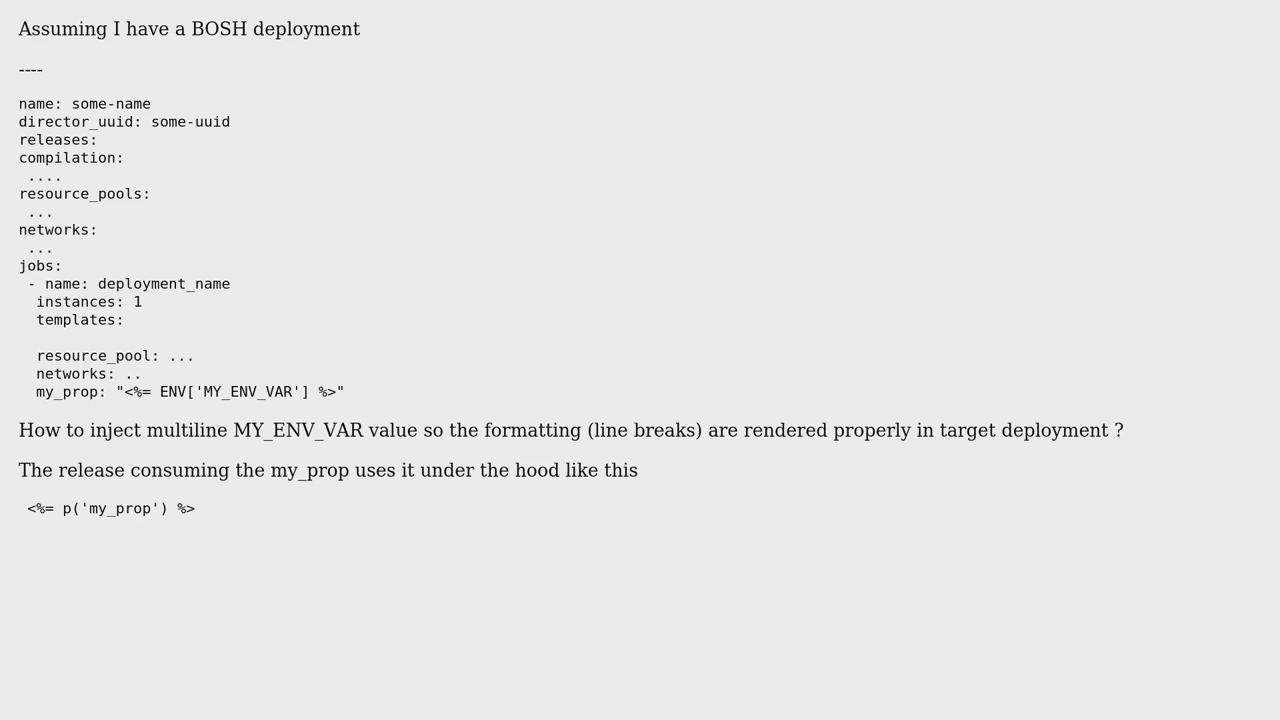 Assuming I have a BOSH deployment
----
name: some-name
director_uuid: some-uuid
releases:
compilation:
 ....
resource_pools:
 ...
networks:
 ...
jobs:
 - name: deployment_name
  instances: 1
  templates:

  resource_pool: ...
  networks: ..
  my_prop: "<%= ENV['MY_ENV_VAR'] %>"
How to inject multiline MY_ENV_VAR value so the formatting (line breaks) are rendered properly in target deployment ?
The release consuming the my_prop uses it under the hood like this
 <%= p('my_prop') %>